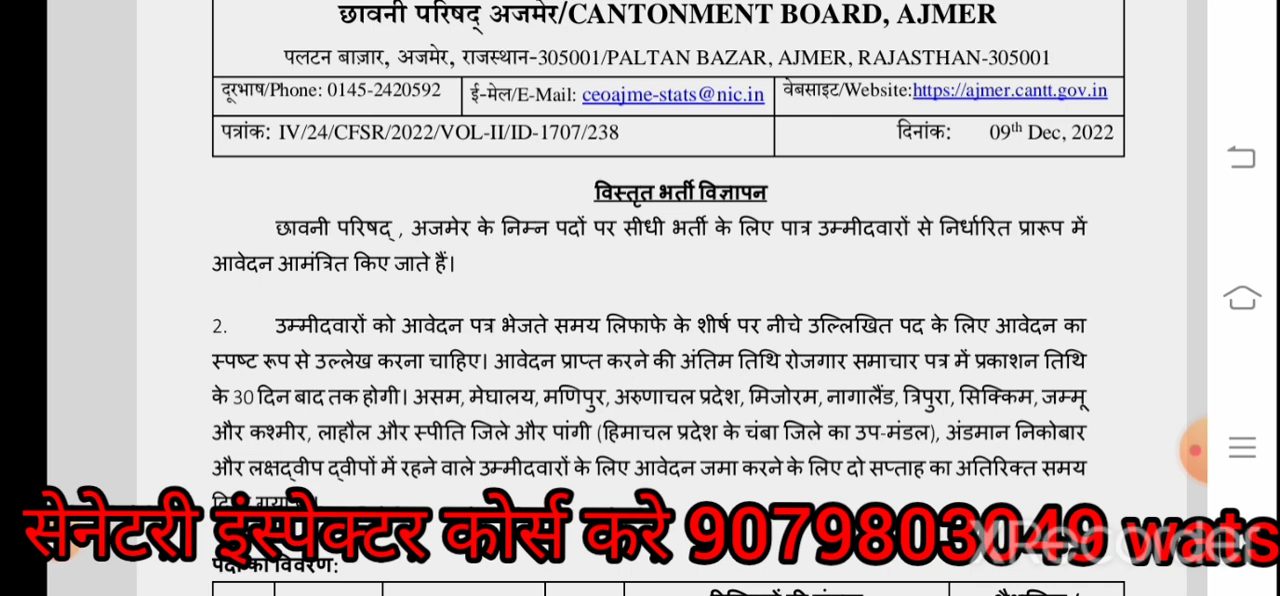 छावनी परिषद् अजमेर/CANTONMENT BOARD, AJMER
पलटन बाज़ार, अजमेर, राजस्थान-305001/PALTAN BAZAR, AJMER, RAJASTHAN-305001
दूरभाष/Phone: 0145-2420592 ई-मेल/E-Mail: ceoajme-stats@nic.in वेबसाइट/Website:https://ajmer.cantt.gov.in
पत्रांक: IV/24/CFSR/2022/VOL-II/ID-1707/238 दिनांक: 09th Dec, 2022
विस्तृत भर्ती विज्ञापन
छावनी परिषद् , अजमेर के निम्न पदों पर सीधी भर्ती के लिए पात्र उम्मीदवारों से निर्धारित प्रारूप में
आवेदन आमंत्रित किए जाते हैं।
2. उम्मीदवारों को आवेदन पत्र भेजते समय लिफाफे के शीर्ष पर नीचे उल्लिखित पद के लिए आवेदन का
स्पष्ट रूप से उल्लेख करना चाहिए। आवेदन प्राप्त करने की अंतिम तिथि रोजगार समाचार पत्र में प्रकाशन तिथि
के 30 दिन बाद तक होगी। असम, मेघालय, मणिपुर, अरुणाचल प्रदेश, मिजोरम, नागालैंड, त्रिपुरा, सिक्किम, जम्मू
और कश्मीर, लाहौल और स्पीति जिले और पांगी (हिमाचल प्रदेश के चंबा जिले का उप-मंडल), अंडमान निकोबार
और लक्षद्वीप द्वीपों में रहने वाले उम्मीदवारों के लिए आवेदन जमा करने के लिए दो सप्ताह का अतिरिक्त समय
सेनेटरी इंस्पेक्टर कोर्स करे 9079803049 wats
XRecorder
पदों का विवरण: